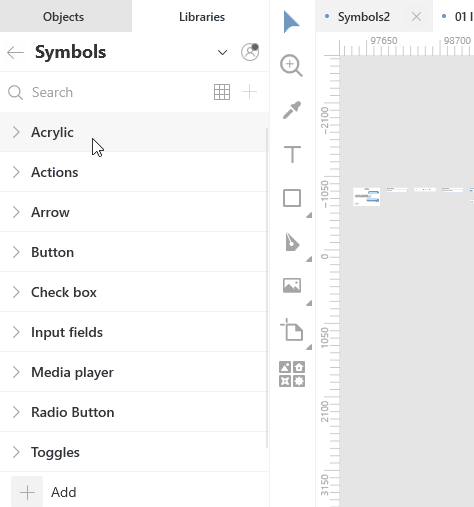 Objects
Libraries
Symbols2
01
97650
98700
Symbols
Search
Acrylic
Actions
Arrow
Button
Check box
Input fields
Media player
Radio Button
Toggles
Add
−2100
−1050
0
1050
2100
3150